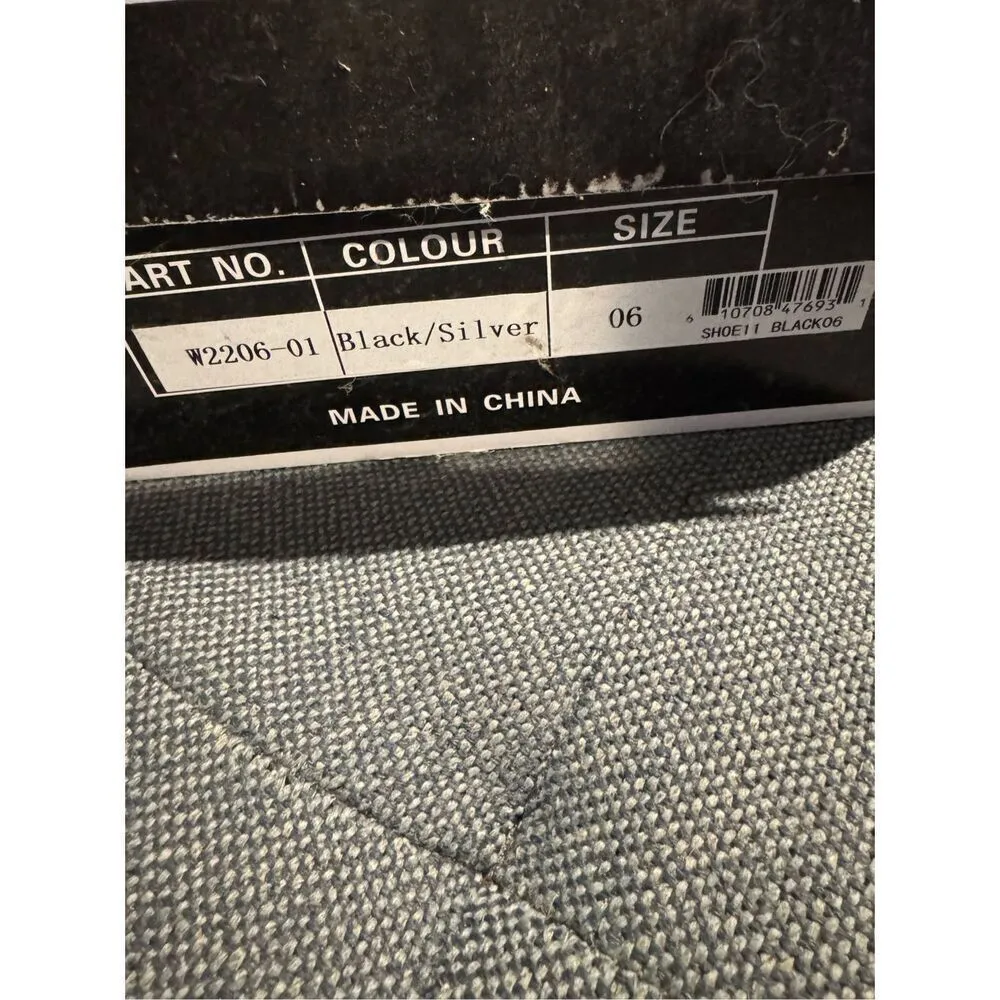 ART NO. COLOUR SIZE
W2206-01 Black/Silver 06
6 10708 47693 1
SHOE11 BLACK06
MADE IN CHINA